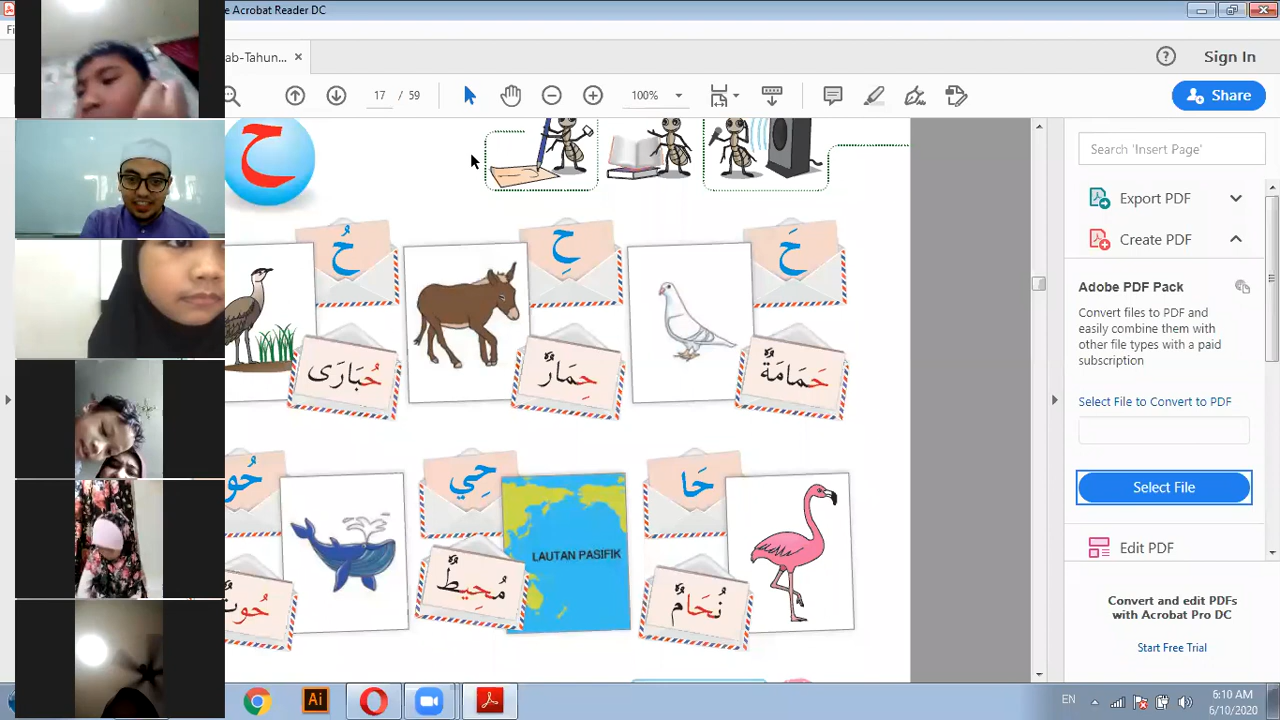 e Acrobat Reader DC
ab-Tahun... ×
Sign In
17 / 59
100%
Share
ح
حَ
حِ
حُ
حَمَامَةٌ
حِمَارٌ
حُبَارَى
حَا
حِي
حُو
LAUTAN PASIFIK
نُحَامٌ
مُحِيطٌ
حُوتٌ
Search 'Insert Page'
Export PDF
Create PDF
Adobe PDF Pack
Convert files to PDF and
easily combine them with
other file types with a paid
subscription
Select File to Convert to PDF
Select File
Edit PDF
Convert and edit PDFs
with Acrobat Pro DC
Start Free Trial
Ai
EN
6:10 AM
6/10/2020